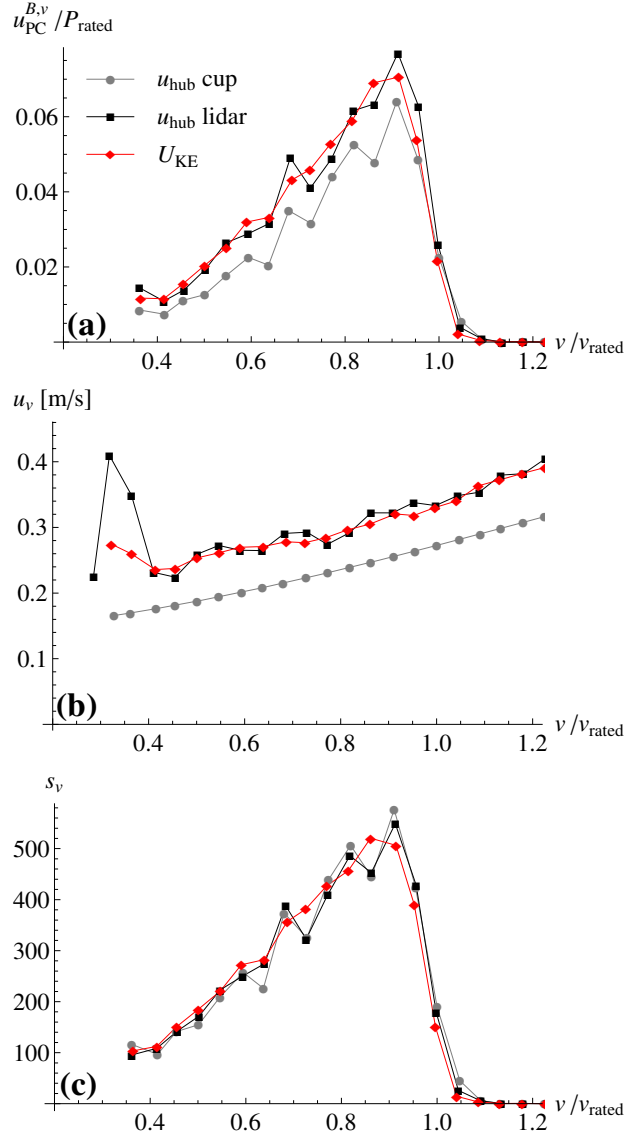 u_PC^{B,v} / P_rated
u_hub cup
u_hub lidar
U_KE
0.06
0.04
0.02
(a)
0.4 0.6 0.8 1.0 1.2
v / v_rated
u_v [m/s]
0.4
0.3
0.2
0.1
(b)
0.4 0.6 0.8 1.0 1.2
v / v_rated
s_v
500
400
300
200
100
(c)
0.4 0.6 0.8 1.0 1.2
v / v_rated